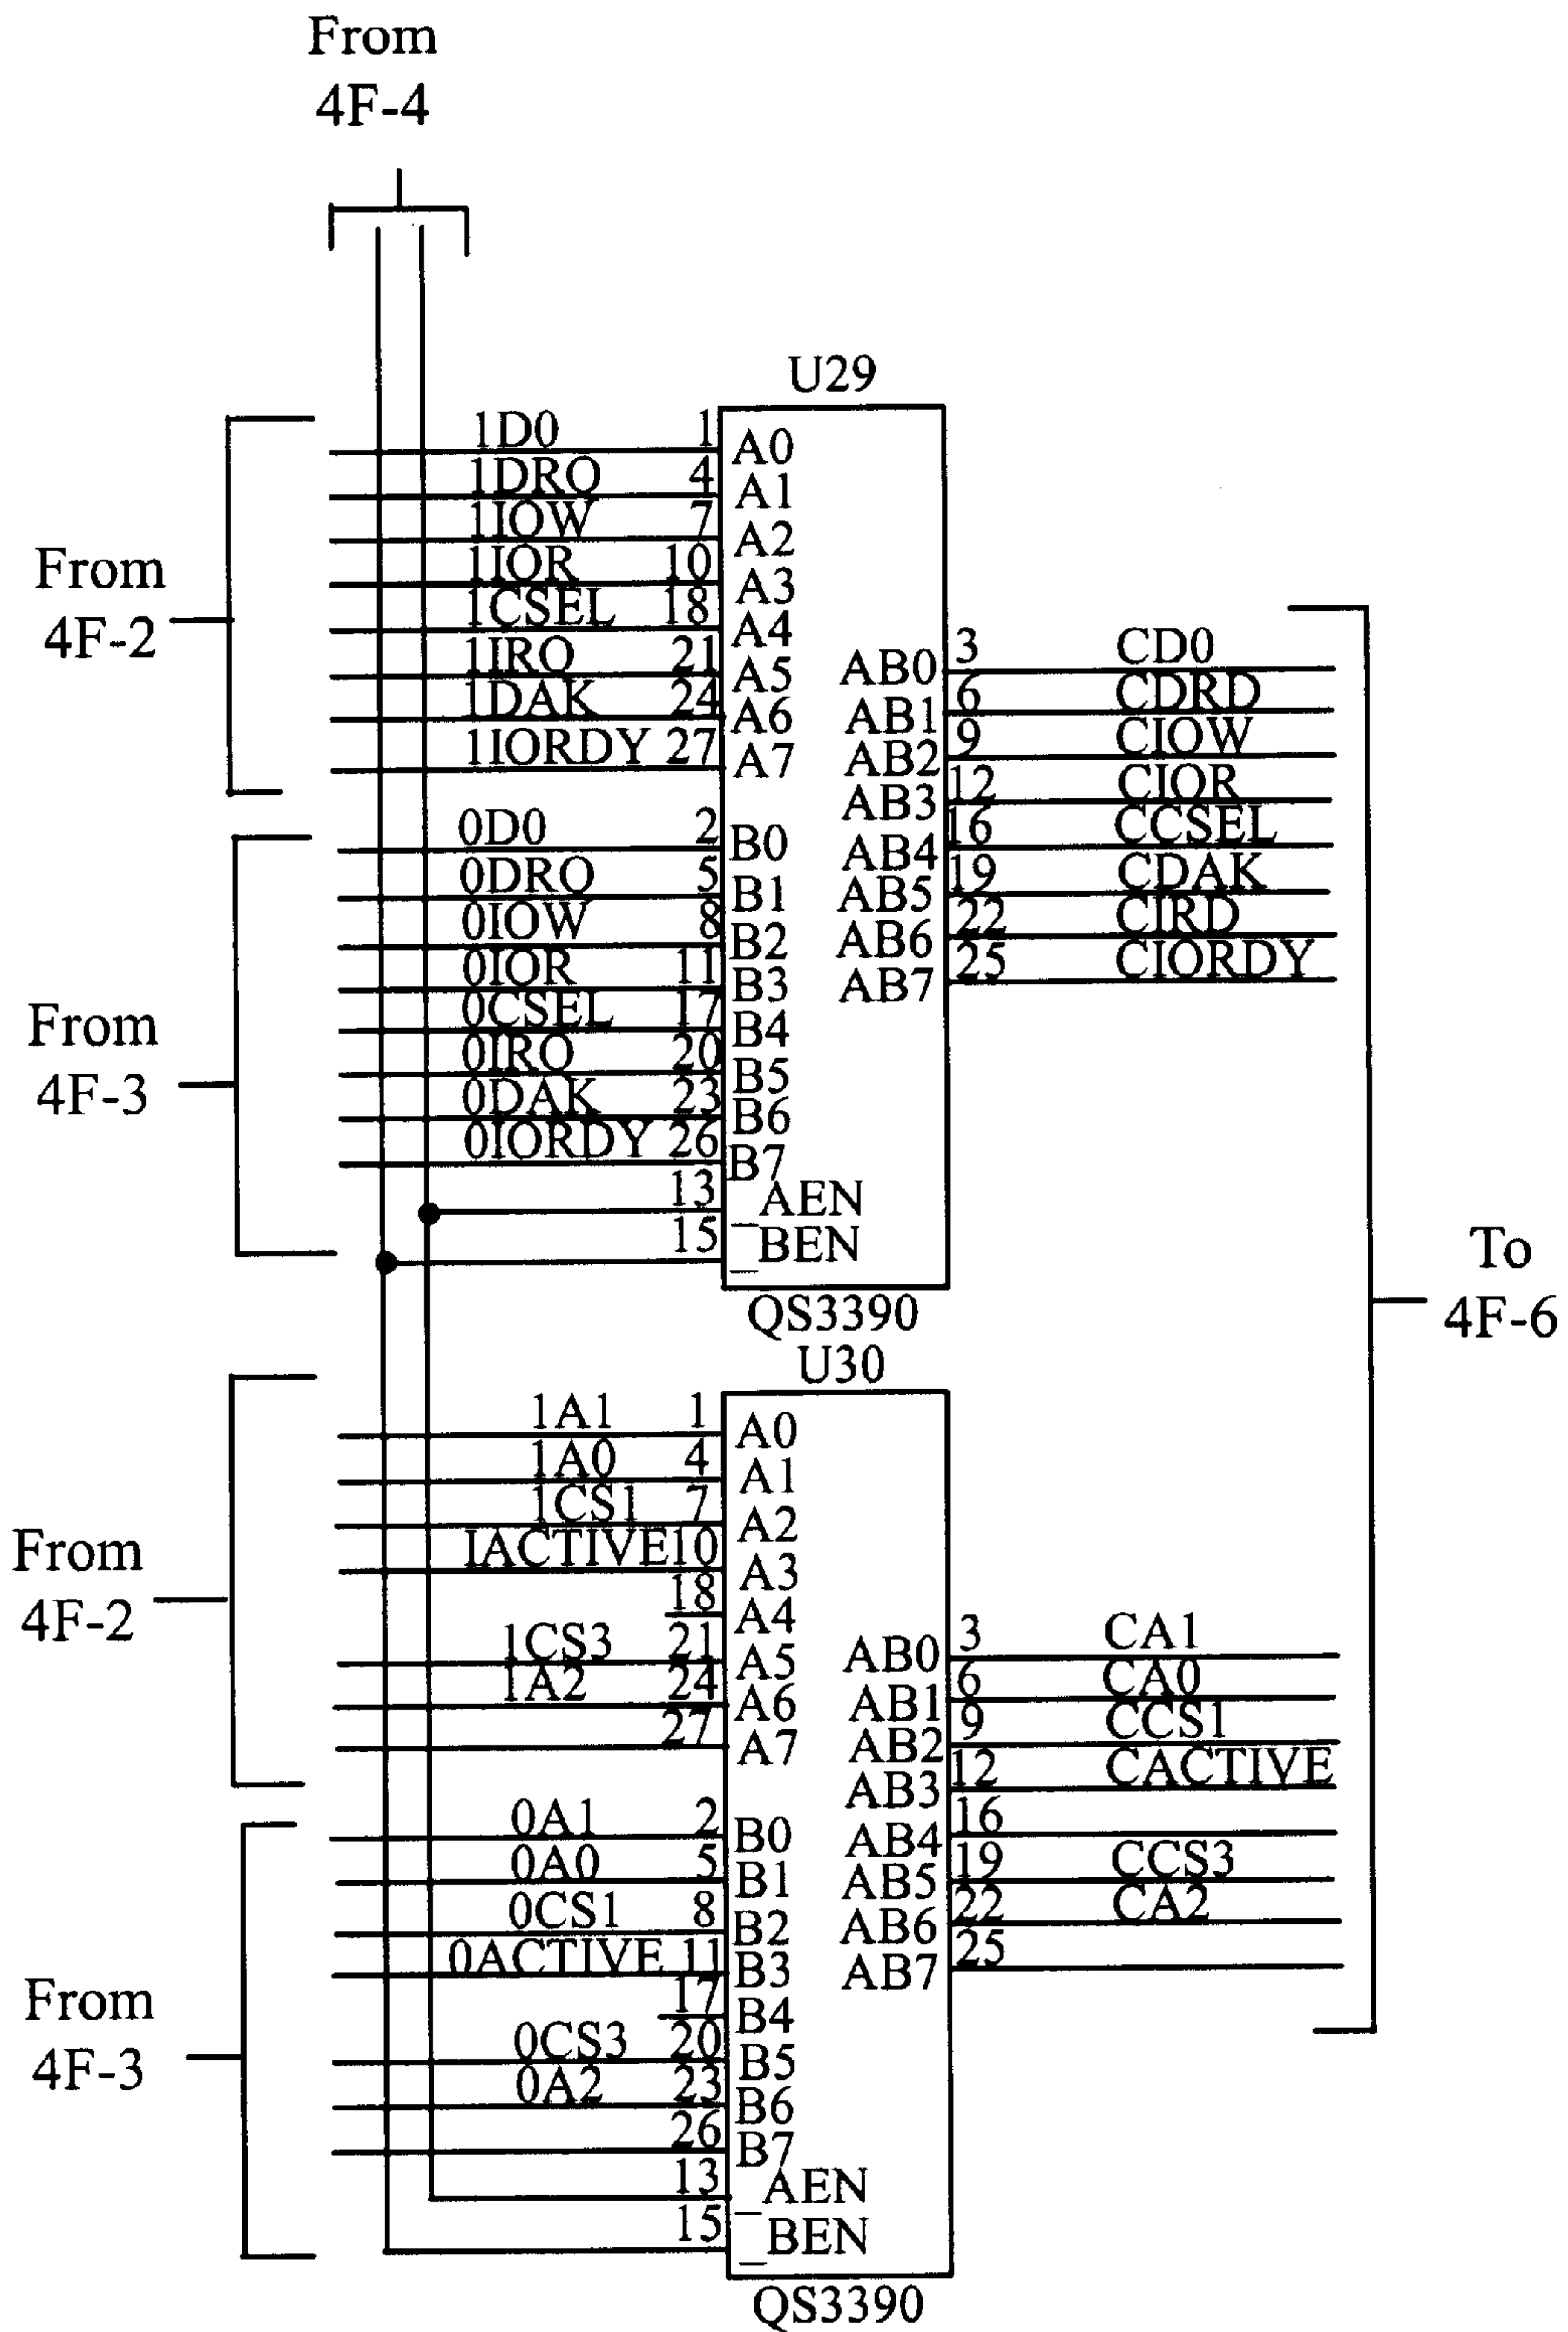 From
4F-4
U29
1D0 1 A0
1DRQ 4 A1
1IOW 7 A2
1IOR 10 A3
1CSEL 18 A4
1IRQ 21 A5
1DAK 24 A6
1IORDY 27 A7
From
4F-2
0D0 2 B0
0DRQ 5 B1
0IOW 8 B2
0IOR 11 B3
0CSEL 17 B4
0IRQ 20 B5
0DAK 23 B6
0IORDY 26 B7
13 _AEN
15 _BEN
From
4F-3
AB0 3 CD0
AB1 6 CDRD
AB2 9 CIOW
AB3 12 CIOR
AB4 16 CCSEL
AB5 19 CDAK
AB6 22 CIRD
AB7 25 CIORDY
QS3390
To
4F-6
U30
1A1 1 A0
1A0 4 A1
1CS1 7 A2
IACTIVE 10 A3
18 A4
1CS3 21 A5
1A2 24 A6
27 A7
From
4F-2
0A1 2 B0
0A0 5 B1
0CS1 8 B2
0ACTIVE 11 B3
17 B4
0CS3 20 B5
0A2 23 B6
26 B7
13 _AEN
15 _BEN
From
4F-3
AB0 3 CA1
AB1 6 CA0
AB2 9 CCS1
AB3 12 CACTIVE
AB4 16
AB5 19 CCS3
AB6 22 CA2
AB7 25
QS3390